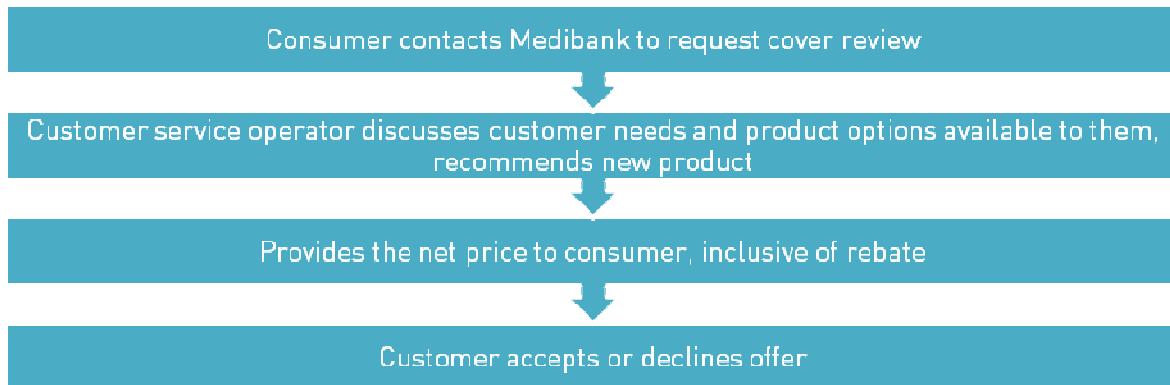 Consumer contacts Medibank to request cover review
Customer service operator discusses customer needs and product options available to them,
recommends new product
Provides the net price to consumer, inclusive of rebate
Customer accepts or declines offer